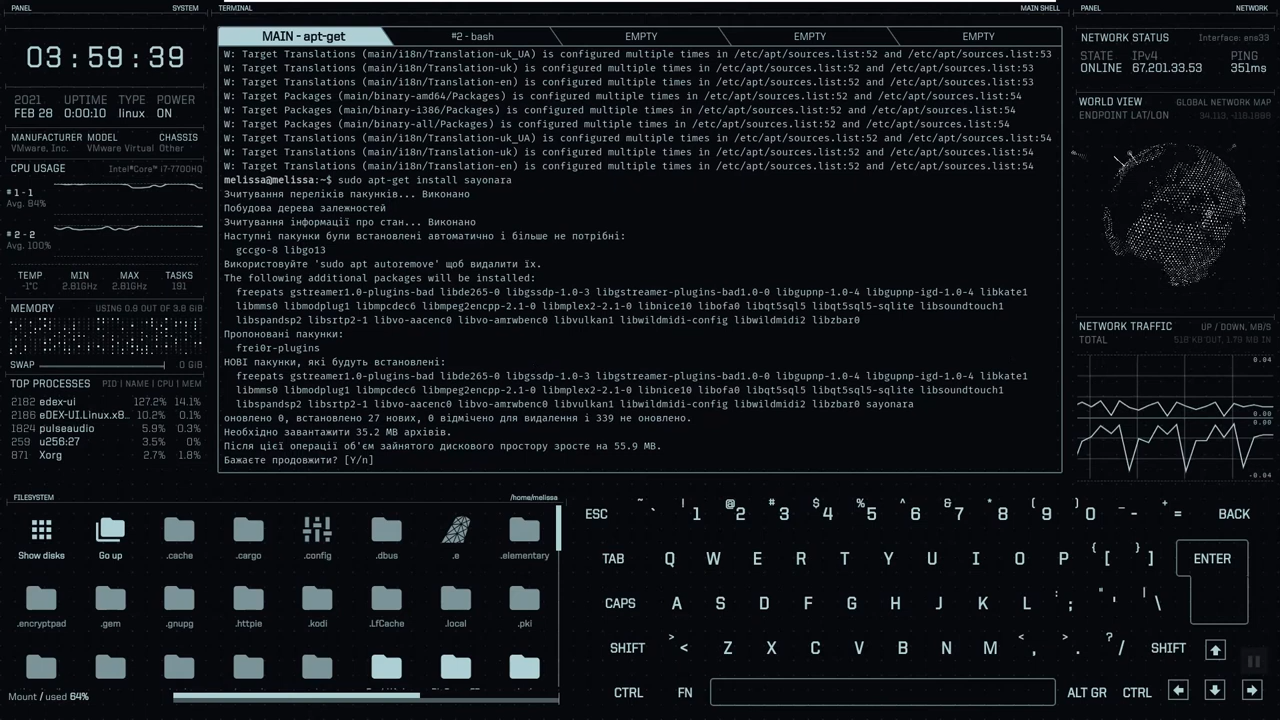 PANEL
SYSTEM
03:59:39
2021 UPTIME TYPE POWER
FEB 28 0:00:10 linux ON
MANUFACTURER MODEL CHASSIS
VMware, Inc. VMware Virtual Other
CPU USAGE Intel®Core™ i7-7700HQ
# 1 - 1
Avg. 84%
# 2 - 2
Avg. 100%
TEMP MIN MAX TASKS
-1°C 2.81GHz 2.81GHz 191
MEMORY USING 0.9 OUT OF 3.8 GiB
SWAP 0 GiB
TOP PROCESSES PID | NAME | CPU | MEM
2182 edex-ui 127.2% 14.1%
2186 eDEX-UI.Linux.x8... 10.2% 0.1%
1824 pulseaudio 5.9% 0.3%
259 u256:27 3.5% 0%
871 Xorg 2.7% 1.8%
TERMINAL
MAIN SHELL
MAIN - apt-get #2 - bash EMPTY EMPTY EMPTY
W: Target Translations (main/i18n/Translation-uk_UA) is configured multiple times in /etc/apt/sources.list:52 and /etc/apt/sources.list:53
W: Target Translations (main/i18n/Translation-uk) is configured multiple times in /etc/apt/sources.list:52 and /etc/apt/sources.list:53
W: Target Translations (main/i18n/Translation-en) is configured multiple times in /etc/apt/sources.list:52 and /etc/apt/sources.list:53
W: Target Packages (main/binary-amd64/Packages) is configured multiple times in /etc/apt/sources.list:52 and /etc/apt/sources.list:54
W: Target Packages (main/binary-i386/Packages) is configured multiple times in /etc/apt/sources.list:52 and /etc/apt/sources.list:54
W: Target Packages (main/binary-all/Packages) is configured multiple times in /etc/apt/sources.list:52 and /etc/apt/sources.list:54
W: Target Translations (main/i18n/Translation-uk_UA) is configured multiple times in /etc/apt/sources.list:52 and /etc/apt/sources.list:54
W: Target Translations (main/i18n/Translation-uk) is configured multiple times in /etc/apt/sources.list:52 and /etc/apt/sources.list:54
W: Target Translations (main/i18n/Translation-en) is configured multiple times in /etc/apt/sources.list:52 and /etc/apt/sources.list:54
melissa@melissa:~$ sudo apt-get install sayonara
Зчитування переліків пакунків... Виконано
Побудова дерева залежностей
Зчитування інформації про стан... Виконано
Наступні пакунки були встановлені автоматично і більше не потрібні:
gccgo-8 libgo13
Використовуйте 'sudo apt autoremove' щоб видалити їх.
The following additional packages will be installed:
freepats gstreamer1.0-plugins-bad libde265-0 libgssdp-1.0-3 libgstreamer-plugins-bad1.0-0 libgupnp-1.0-4 libgupnp-igd-1.0-4 libkate1
libmms0 libmodplug1 libmpcdec6 libmpeg2encpp-2.1-0 libmplex2-2.1-0 libnice10 libofa0 libqt5sql5 libqt5sql5-sqlite libsoundtouch1
libspandsp2 libsrtp2-1 libvo-aacenc0 libvo-amrwbenc0 libvulkan1 libwildmidi-config libwildmidi2 libzbar0
Пропоновані пакунки:
frei0r-plugins
НОВІ пакунки, які будуть встановлені:
freepats gstreamer1.0-plugins-bad libde265-0 libgssdp-1.0-3 libgstreamer-plugins-bad1.0-0 libgupnp-1.0-4 libgupnp-igd-1.0-4 libkate1
libmms0 libmodplug1 libmpcdec6 libmpeg2encpp-2.1-0 libmplex2-2.1-0 libnice10 libofa0 libqt5sql5 libqt5sql5-sqlite libsoundtouch1
libspandsp2 libsrtp2-1 libvo-aacenc0 libvo-amrwbenc0 libvulkan1 libwildmidi-config libwildmidi2 libzbar0 sayonara
оновлено 0, встановлено 27 нових, 0 відмічено для видалення і 339 не оновлено.
Необхідно завантажити 35.2 MB архівів.
Після цієї операції об'єм зайнятого дискового простору зросте на 55.9 MB.
Бажаєте продовжити? [Y/n]
PANEL
NETWORK
NETWORK STATUS Interface: ens33
STATE IPv4 PING
ONLINE 67.201.33.53 351ms
WORLD VIEW GLOBAL NETWORK MAP
ENDPOINT LAT/LON 34.113, -118.1898
NETWORK TRAFFIC UP / DOWN, MB/S
TOTAL 518 KB OUT, 1.79 MB IN
0.04
0.00
0.00
-0.04
FILESYSTEM
/home/melissa
Show disks Go up .cache .cargo .config .dbus .e .elementary
.encryptpad .gem .gnupg .httpie .kodi .LfCache .local .pki
Mount / used 64%
ESC ~ ` ! 1 @ 2 # 3 $ 4 % 5 ^ 6 & 7 * 8 ( 9 ) 0 _ - + = BACK
TAB Q W E R T Y U I O P { [ } ] ENTER
CAPS A S D F G H J K L : ; " ' | \
SHIFT > < Z X C V B N M < , > . ? / SHIFT
CTRL FN ALT GR CTRL